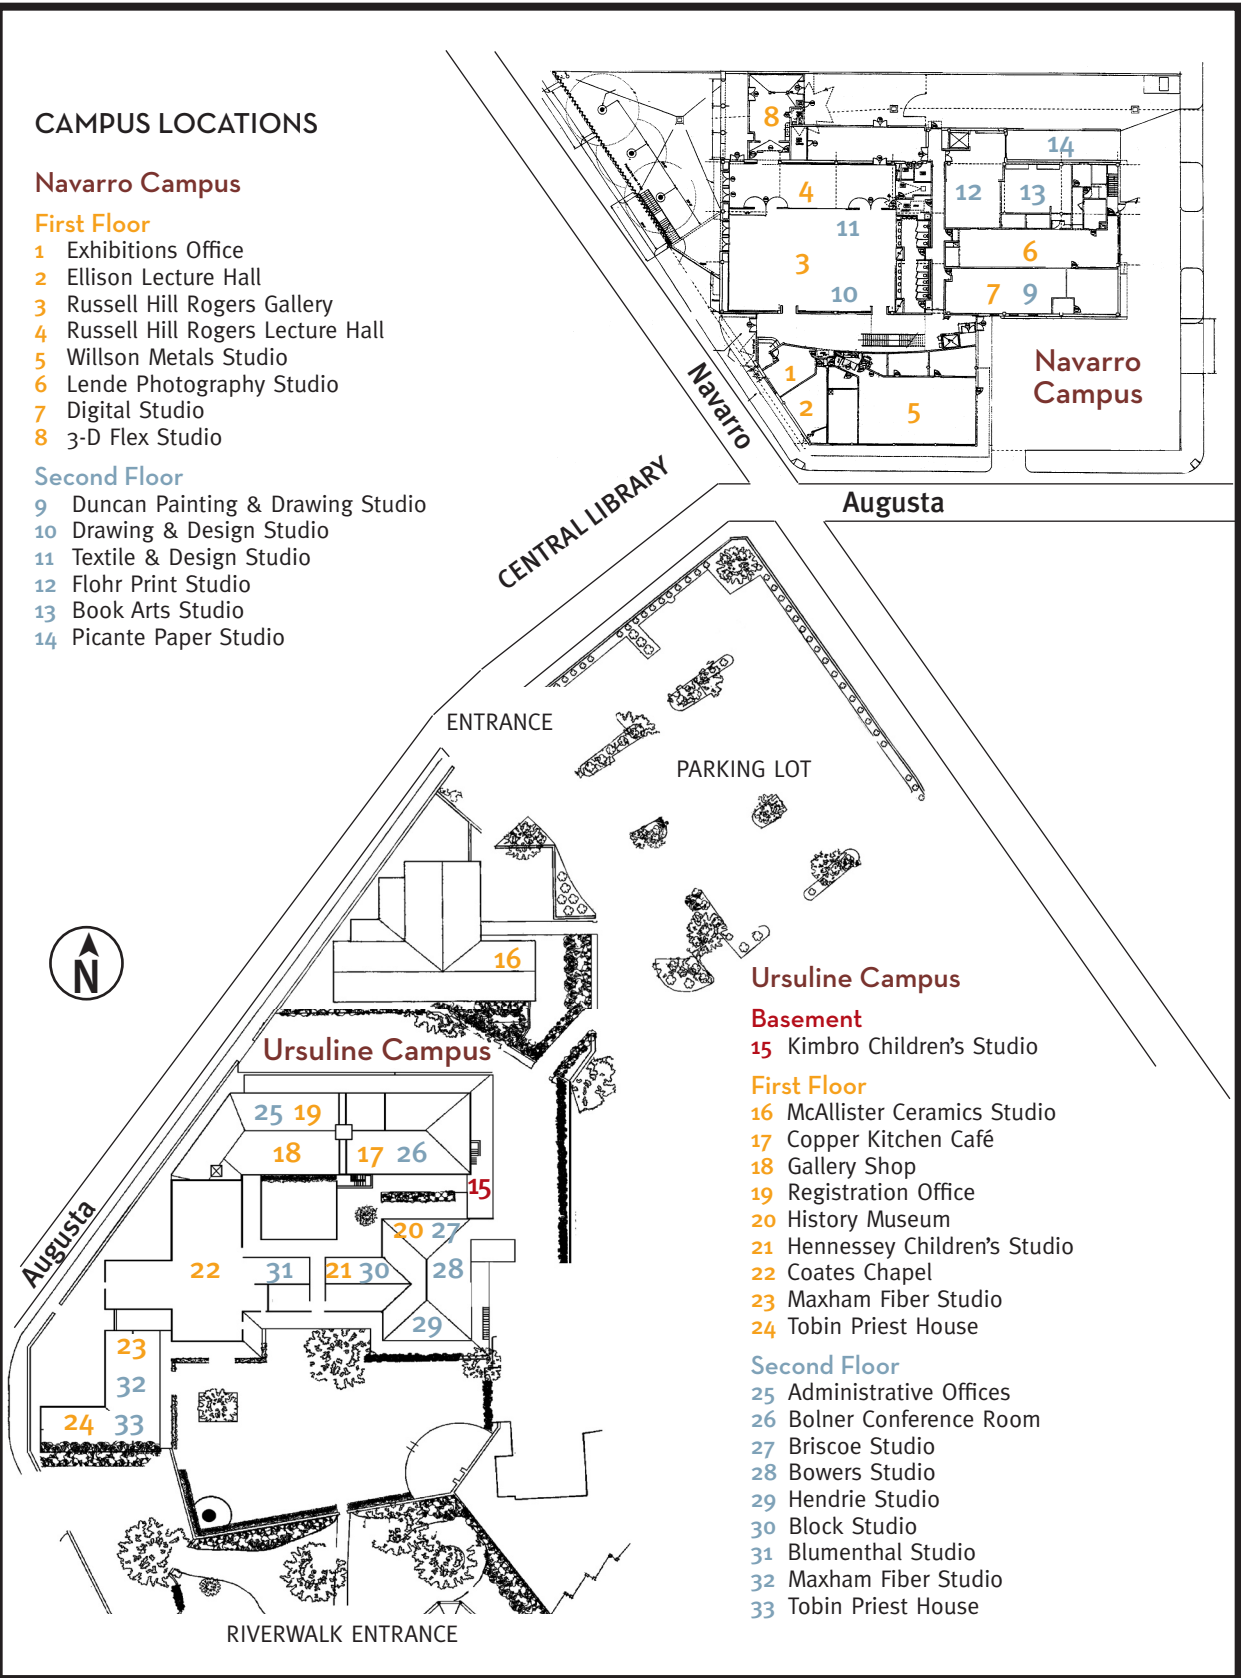 CAMPUS LOCATIONS
Navarro Campus
First Floor
1 Exhibitions Office
2 Ellison Lecture Hall
3 Russell Hill Rogers Gallery
4 Russell Hill Rogers Lecture Hall
5 Willson Metals Studio
6 Lende Photography Studio
7 Digital Studio
8 3-D Flex Studio
Second Floor
9 Duncan Painting & Drawing Studio
10 Drawing & Design Studio
11 Textile & Design Studio
12 Flohr Print Studio
13 Book Arts Studio
14 Picante Paper Studio
8
14
4
12
13
11
3
6
10
7 9
1
2
5
Navarro
Campus
Navarro
CENTRAL LIBRARY
Augusta
ENTRANCE
PARKING LOT
N
16
Ursuline Campus
25 19
18
17 26
15
20 27
22
31
21 30
28
29
23
32
24 33
Augusta
RIVERWALK ENTRANCE
Ursuline Campus
Basement
15 Kimbro Children's Studio
First Floor
16 McAllister Ceramics Studio
17 Copper Kitchen Café
18 Gallery Shop
19 Registration Office
20 History Museum
21 Hennessey Children's Studio
22 Coates Chapel
23 Maxham Fiber Studio
24 Tobin Priest House
Second Floor
25 Administrative Offices
26 Bolner Conference Room
27 Briscoe Studio
28 Bowers Studio
29 Hendrie Studio
30 Block Studio
31 Blumenthal Studio
32 Maxham Fiber Studio
33 Tobin Priest House